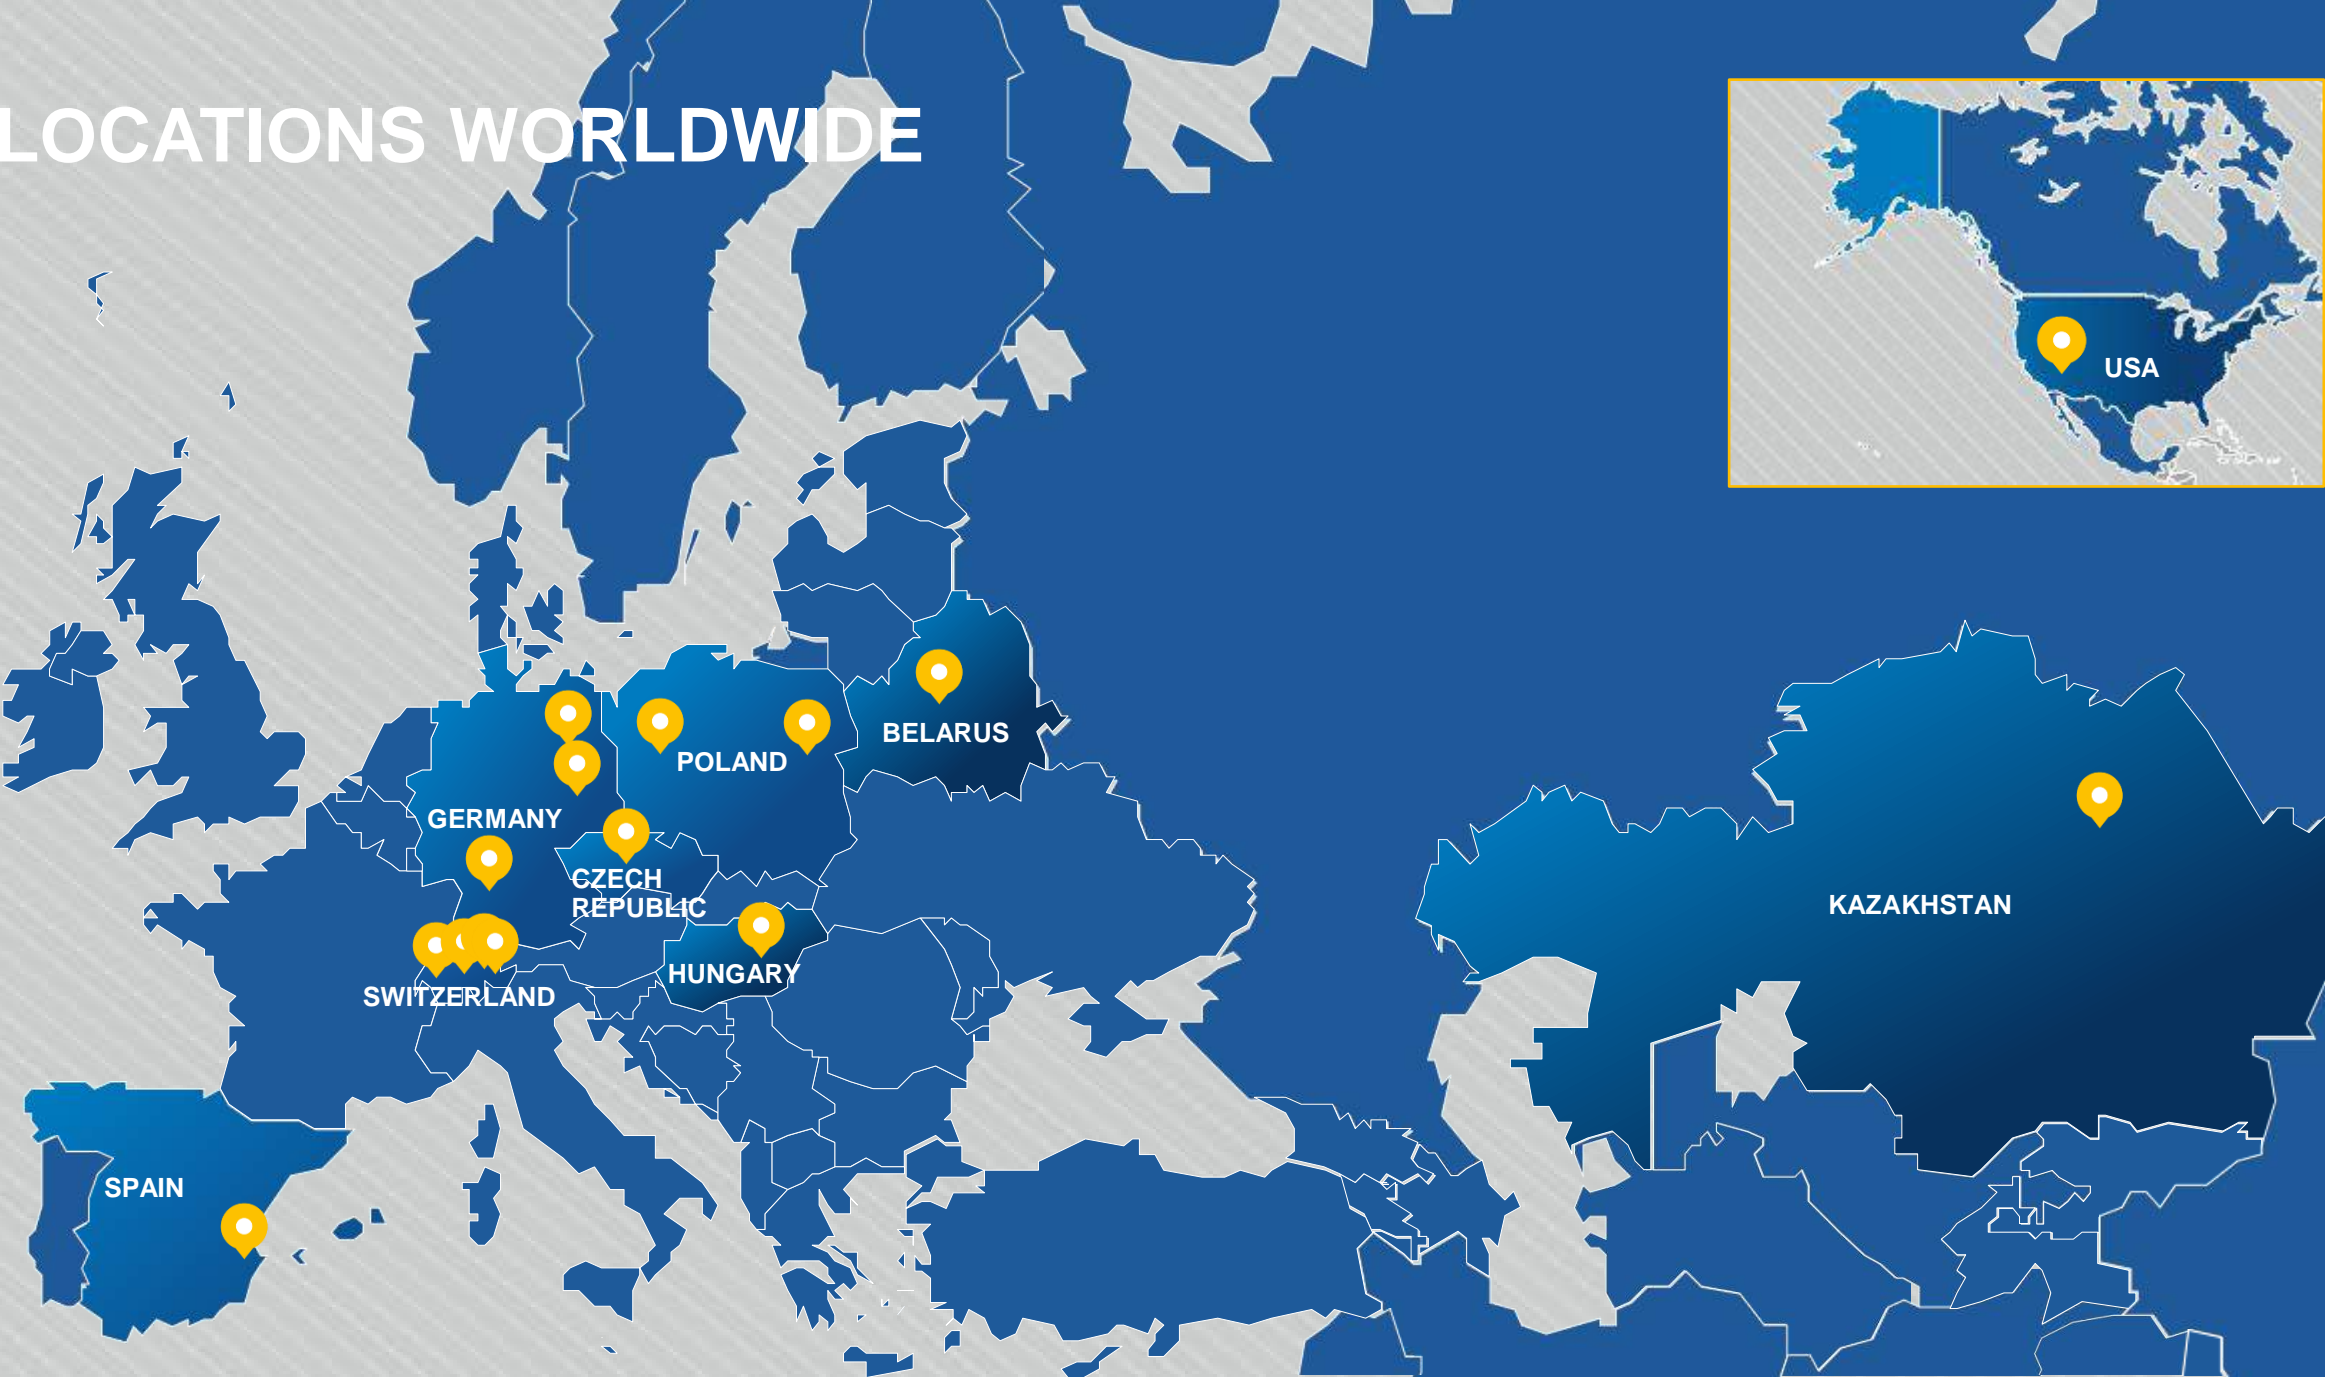 LOCATIONS WORLDWIDE
USA
BELARUS
POLAND
GERMANY
CZECH
REPUBLIC
KAZAKHSTAN
HUNGARY
SWITZERLAND
SPAIN